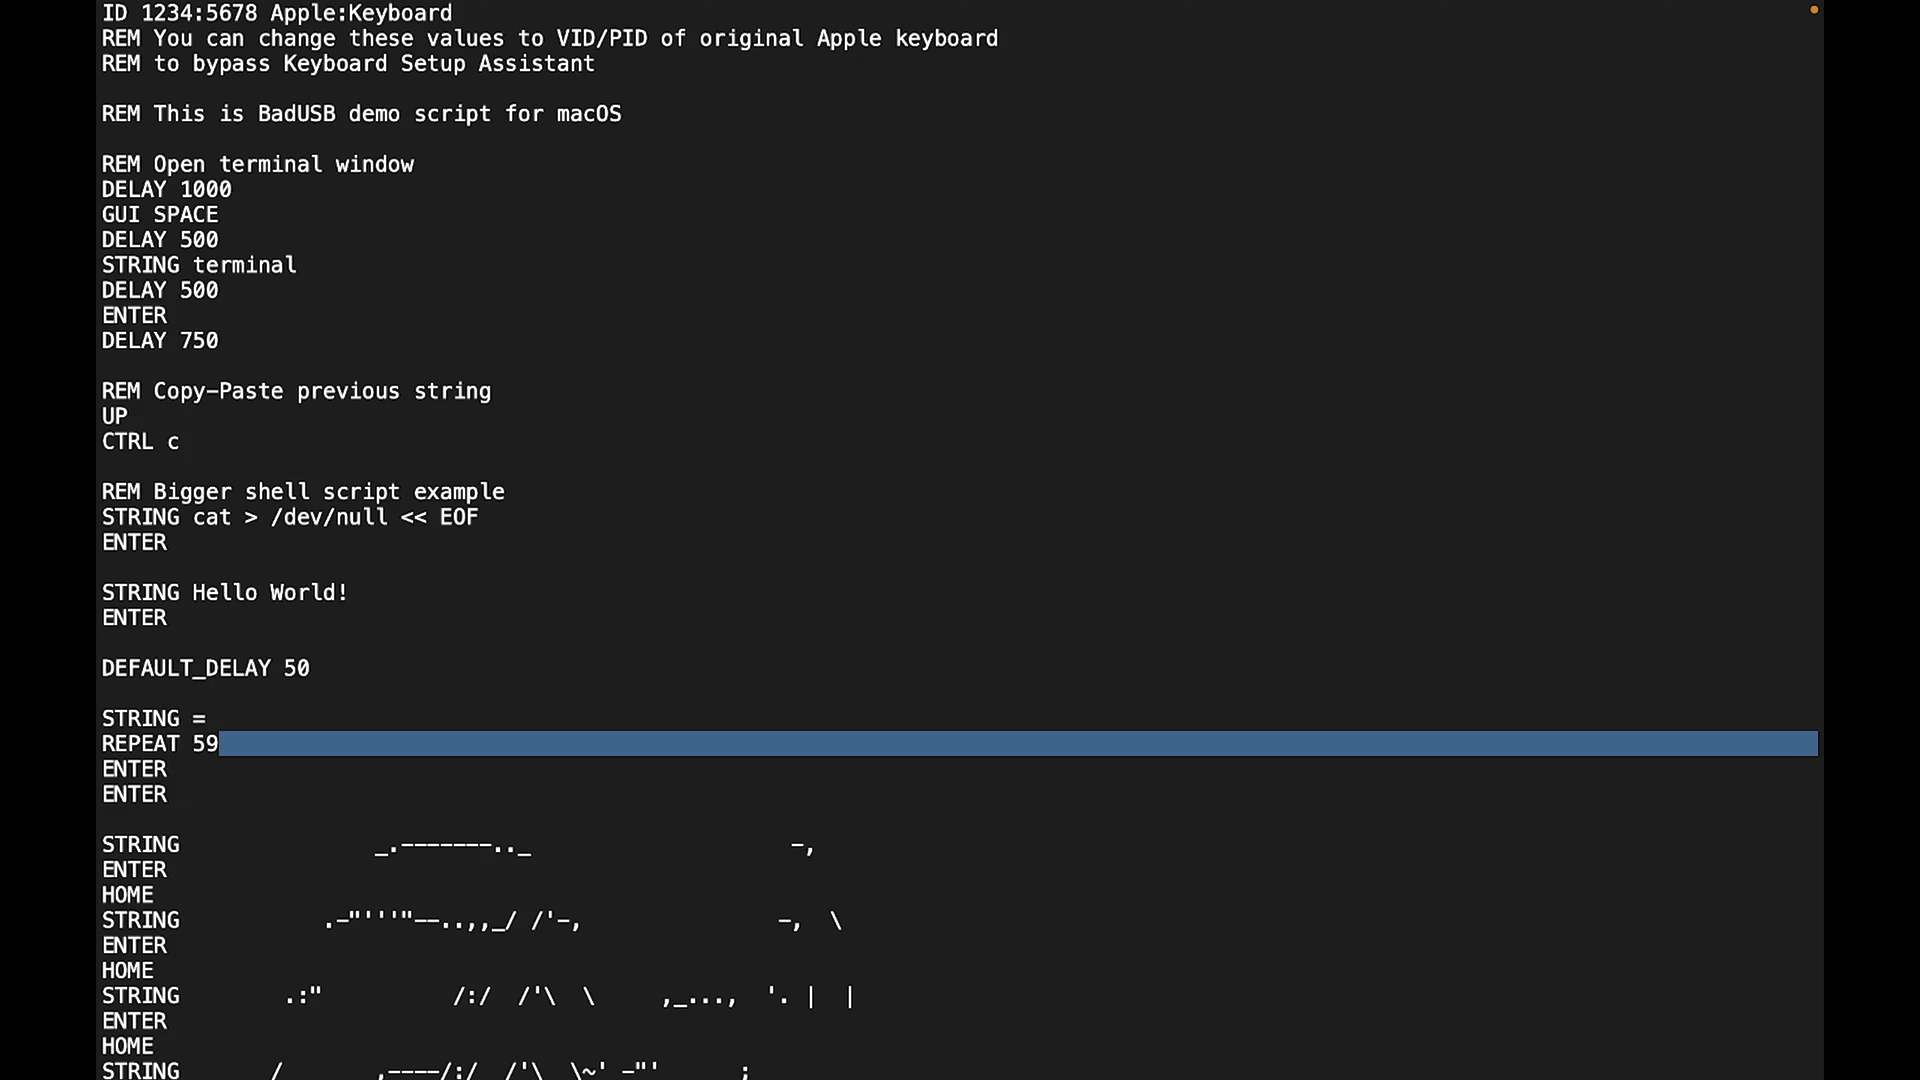 ID 1234:5678 Apple:Keyboard
REM You can change these values to VID/PID of original Apple keyboard
REM to bypass Keyboard Setup Assistant
REM This is BadUSB demo script for macOS
REM Open terminal window
DELAY 1000
GUI SPACE
DELAY 500
STRING terminal
DELAY 500
ENTER
DELAY 750
REM Copy-Paste previous string
UP
CTRL c
REM Bigger shell script example
STRING cat > /dev/null << EOF
ENTER
STRING Hello World!
ENTER
DEFAULT_DELAY 50
STRING =
REPEAT 59
ENTER
ENTER
STRING               _.-------.._                    -,
ENTER
HOME
STRING           .-"'''"--..,,_/ /'-,               -,  \
ENTER
HOME
STRING        .:"          /:/  /'\  \     ,_...,  '. |  |
ENTER
HOME
STRING       /       ,----/:/  /'\  \~' -"'      ;